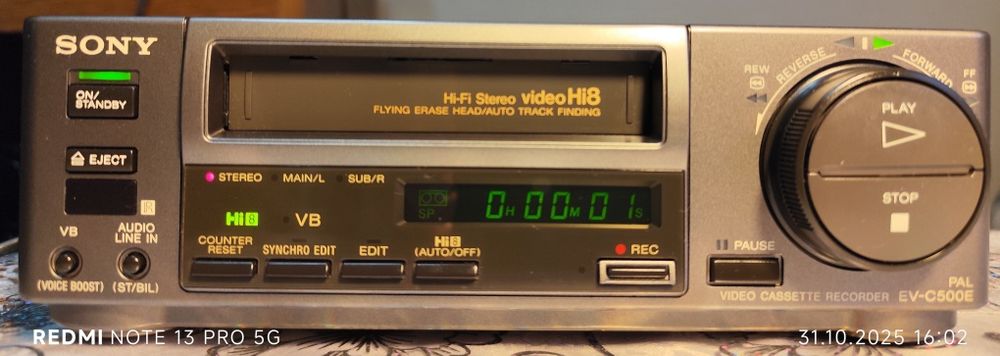 SONY
ON/
STANDBY
EJECT
IR
VB
AUDIO
LINE IN
(VOICE BOOST)
(ST/BIL)
Hi-Fi Stereo video Hi8
FLYING ERASE HEAD/AUTO TRACK FINDING
STEREO MAIN/L SUB/R
Hi8 VB
SP 0H 00M 01S
COUNTER
RESET
SYNCHRO EDIT
EDIT
Hi8
(AUTO/OFF)
REC
REW
REVERSE
FORWARD
FF
PLAY
STOP
PAUSE
PAL
VIDEO CASSETTE RECORDER EV-C500E
REDMI NOTE 13 PRO 5G
31.10.2025 16:02